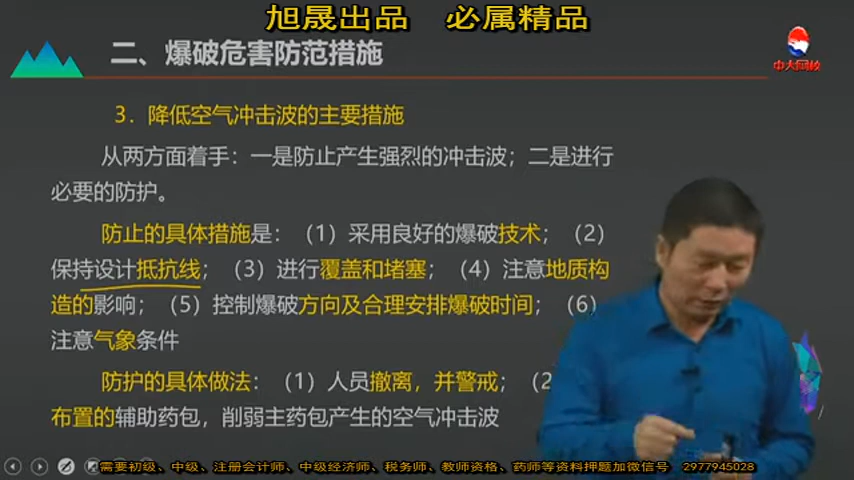 旭晟出品 必属精品
二、爆破危害防范措施
中大网校
3．降低空气冲击波的主要措施
从两方面着手：一是防止产生强烈的冲击波；二是进行
必要的防护。
防止的具体措施是：（1）采用良好的爆破技术；（2）
保持设计抵抗线；（3）进行覆盖和堵塞；（4）注意地质构
造的影响；（5）控制爆破方向及合理安排爆破时间；（6）
注意气象条件
防护的具体做法：（1）人员撤离，并警戒；（2
布置的辅助药包，削弱主药包产生的空气冲击波
需要初级、中级、注册会计师、中级经济师、税务师、教师资格、药师等资料押题加微信号 2977945028